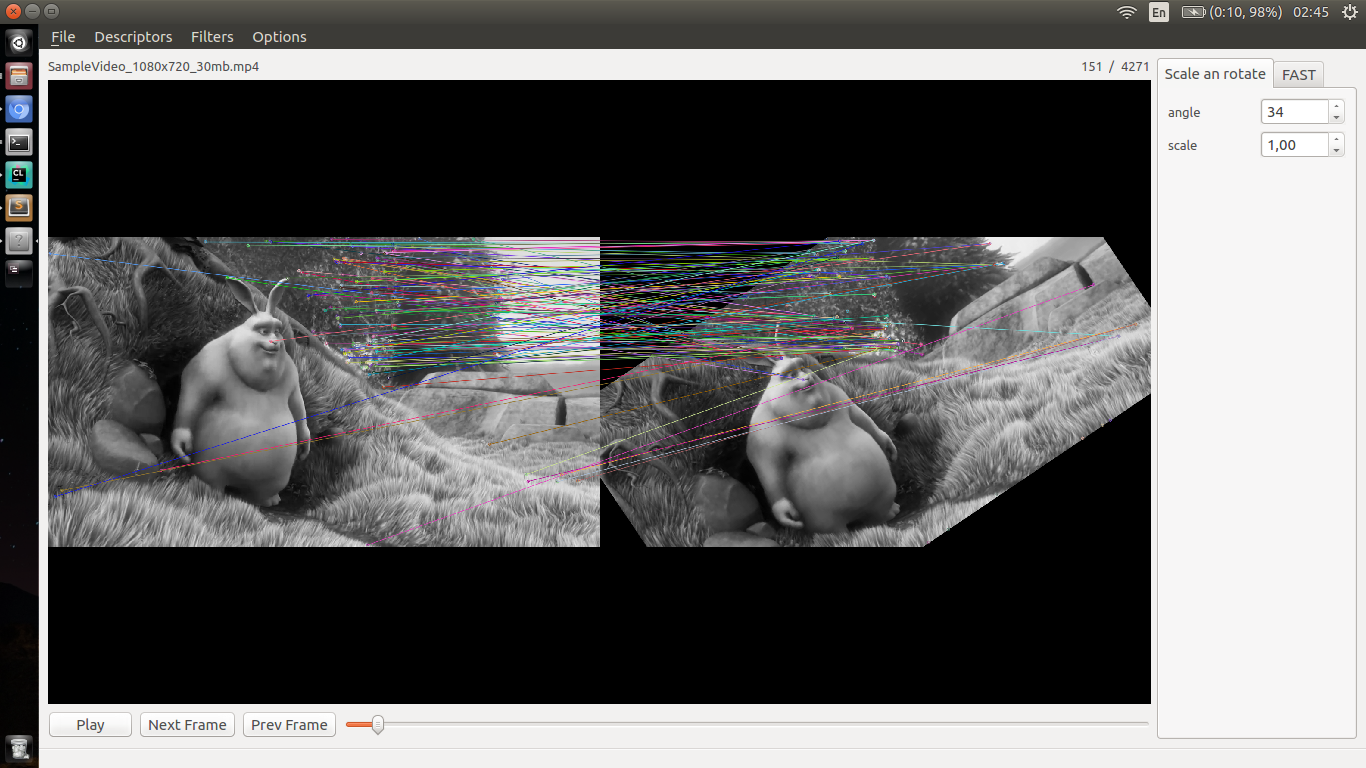 En (0:10, 98%) 02:45
File Descriptors Filters Options
SampleVideo_1080x720_30mb.mp4 151 / 4271
Scale an rotate FAST
angle 34
scale 1,00
CL
S
?
Play Next Frame Prev Frame